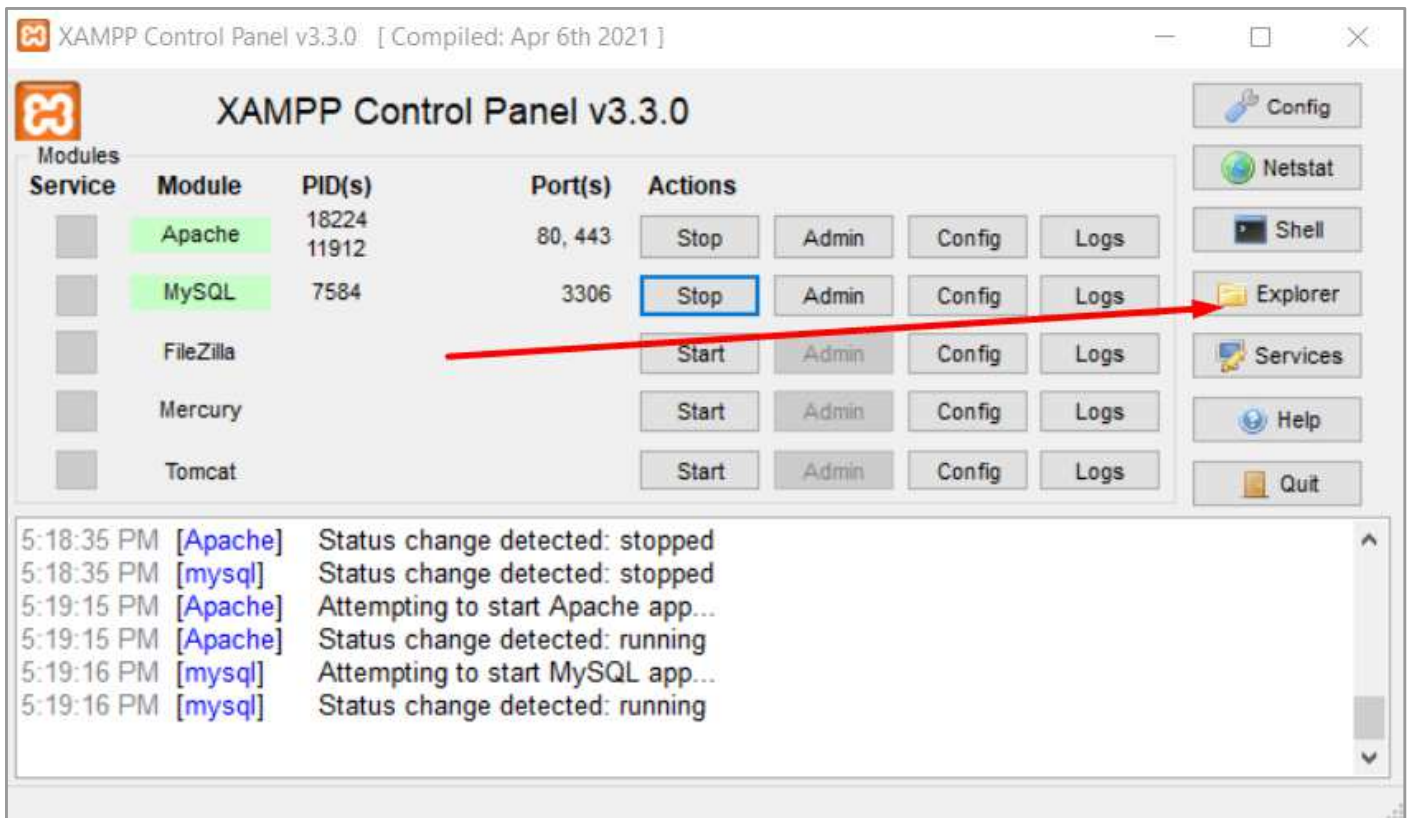 XAMPP Control Panel v3.3.0 [ Compiled: Apr 6th 2021 ]
XAMPP Control Panel v3.3.0
Config
Modules
Service Module PID(s) Port(s) Actions
Netstat
Apache 18224 11912 80, 443 Stop Admin Config Logs
Shell
MySQL 7584 3306 Stop Admin Config Logs
Explorer
FileZilla Start Admin Config Logs
Services
Mercury Start Admin Config Logs
Help
Tomcat Start Admin Config Logs
Quit
5:18:35 PM [Apache] Status change detected: stopped
5:18:35 PM [mysql] Status change detected: stopped
5:19:15 PM [Apache] Attempting to start Apache app...
5:19:15 PM [Apache] Status change detected: running
5:19:16 PM [mysql] Attempting to start MySQL app...
5:19:16 PM [mysql] Status change detected: running